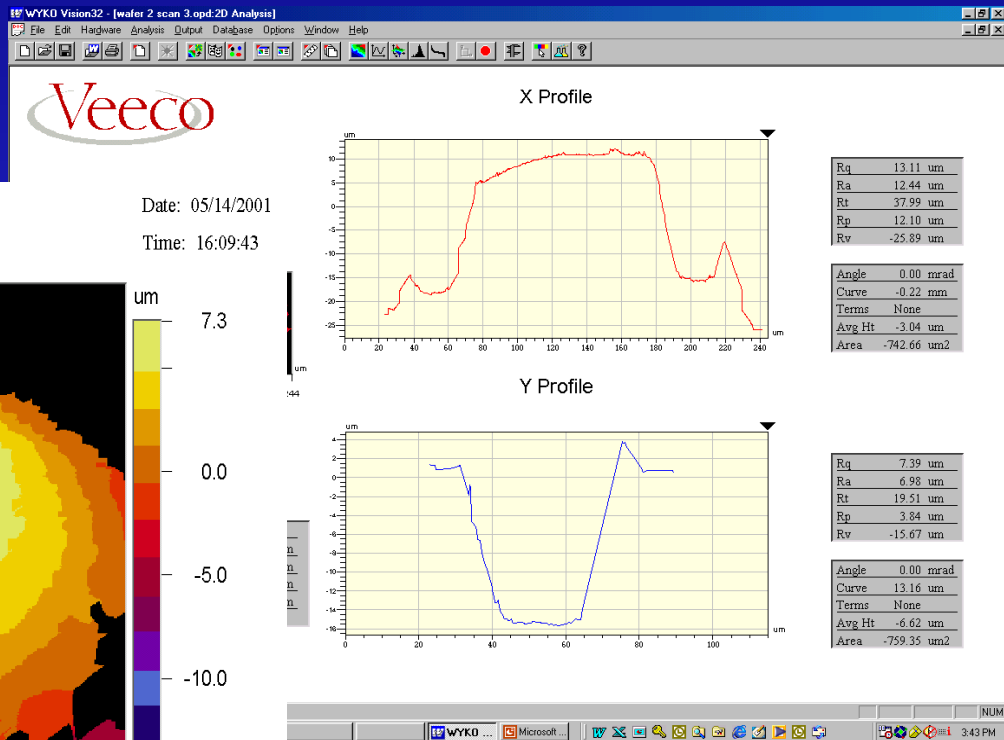 WYKO Vision32 - [wafer 2 scan 3.opd:2D Analysis]
File Edit Hardware Analysis Output Database Options Window Help
Veeco
Date: 05/14/2001
Time: 16:09:43
um
7.3
0.0
-5.0
-10.0
um
:44
X Profile
um
10
5
0
-5
-10
-15
-20
-25
0 20 40 60 80 100 120 140 160 180 200 220 240
um
Rq 13.11 um
Ra 12.44 um
Rt 37.99 um
Rp 12.10 um
Rv -25.89 um
Angle 0.00 mrad
Curve -0.22 mm
Terms None
Avg Ht -3.04 um
Area -742.66 um2
Y Profile
um
4
2
0
-2
-4
-6
-8
-10
-12
-14
-16
0 20 40 60 80 100
um
Rq 7.39 um
Ra 6.98 um
Rt 19.51 um
Rp 3.84 um
Rv -15.67 um
Angle 0.00 mrad
Curve 13.16 um
Terms None
Avg Ht -6.62 um
Area -759.35 um2
NUM
WYKO ... Microsoft ... 3:43 PM